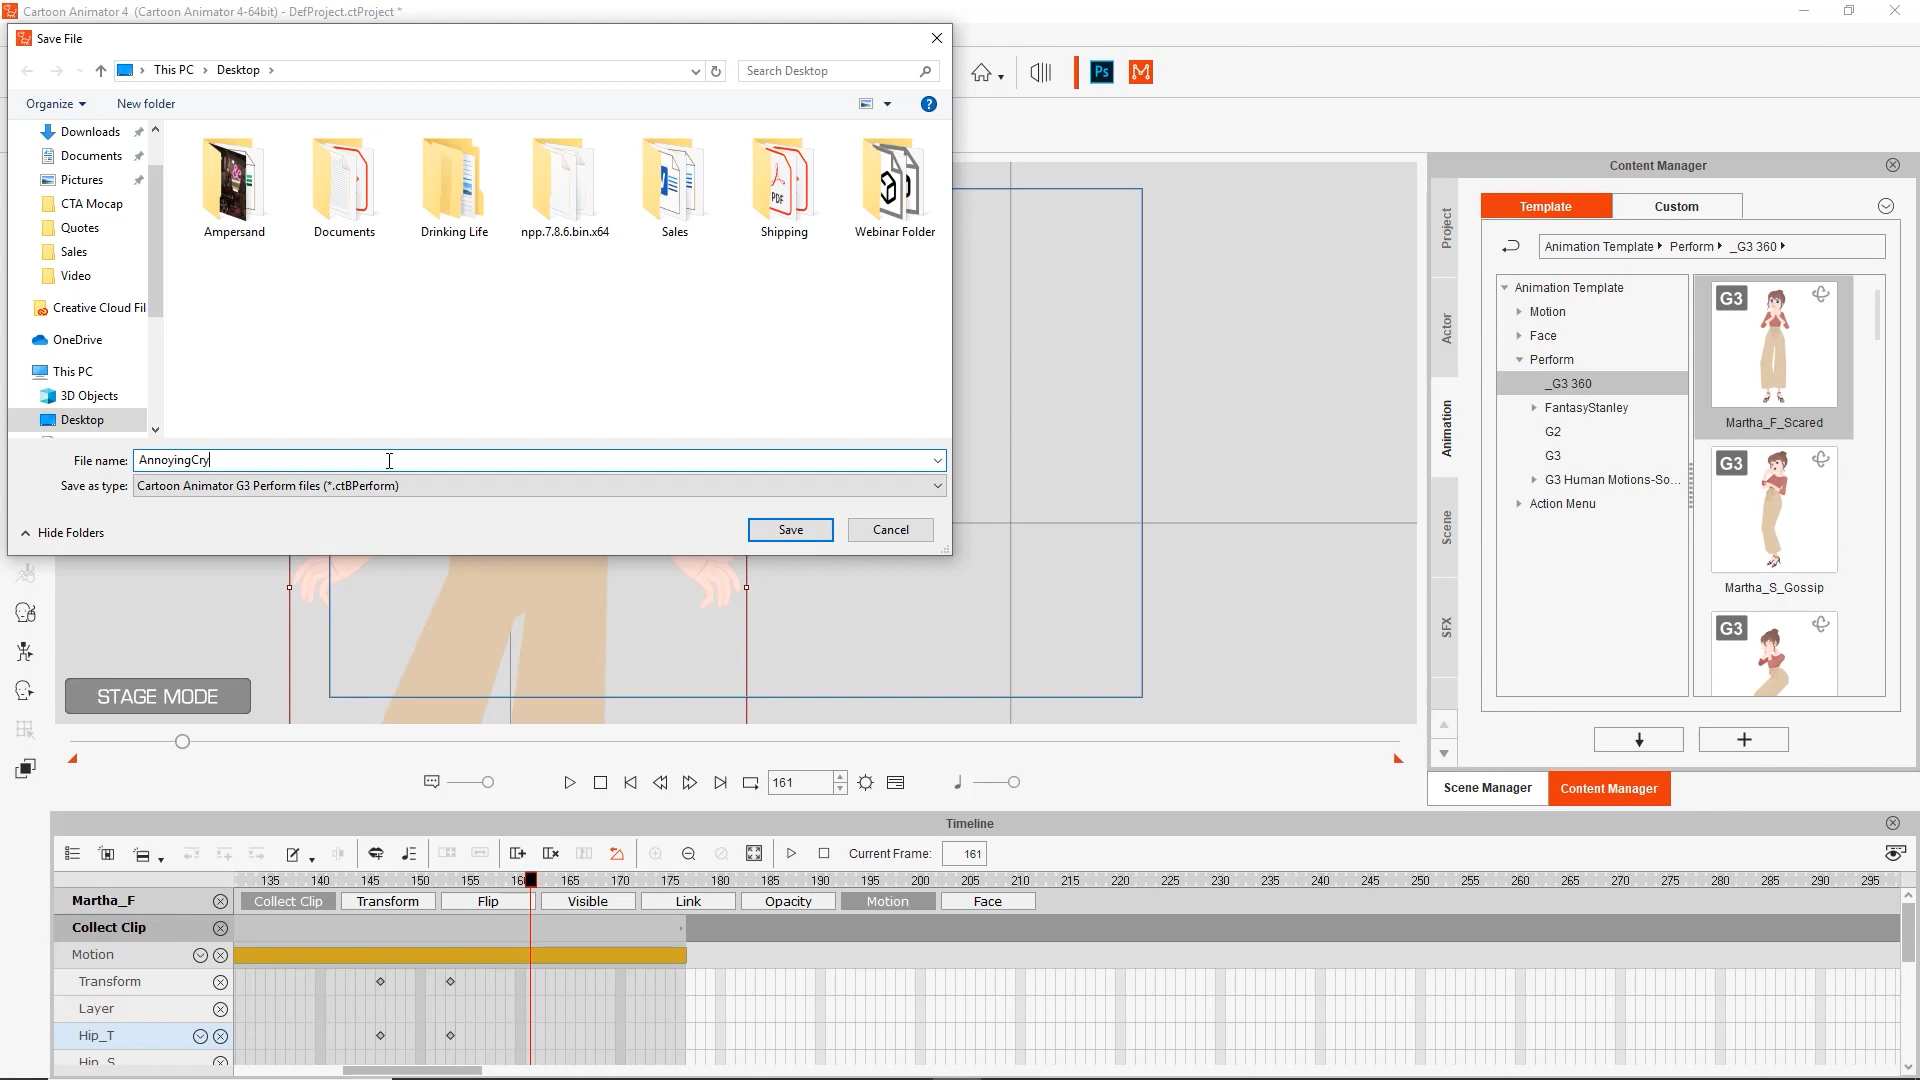 Cartoon Animator 4 (Cartoon Animator 4-64bit) - DefProject.ctProject *
Save File
This PC
Desktop
Search Desktop
Organize
New folder
?
Downloads
Documents
Pictures
CTA Mocap
Quotes
Sales
Video
Creative Cloud Fil
OneDrive
This PC
3D Objects
Desktop
Ampersand
Documents
Drinking Life
npp.7.8.6.bin.x64
Sales
Shipping
Webinar Folder
PDF
File name: AnnoyingCry
Save as type: Cartoon Animator G3 Perform files (*.ctBPerform)
Hide Folders
Save
Cancel
Ps
Content Manager
Template
Custom
Animation Template
Perform
_G3 360
Project
Actor
Animation
Scene
SFX
Animation Template
Motion
Face
Perform
_G3 360
FantasyStanley
G2
G3
G3 Human Motions-So...
Action Menu
G3
Martha_F_Scared
G3
Martha_S_Gossip
G3
Scene Manager
Content Manager
STAGE MODE
161
Timeline
Current Frame: 161
135 140 145 150 155 160 165 170 175 180 185 190 195 200 205 210 215 220 225 230 235 240 245 250 255 260 265 270 275 280 285 290 295
Martha_F
Collect Clip Transform Flip Visible Link Opacity Motion Face
Collect Clip
Motion
Transform
Layer
Hip_T
Hip_S